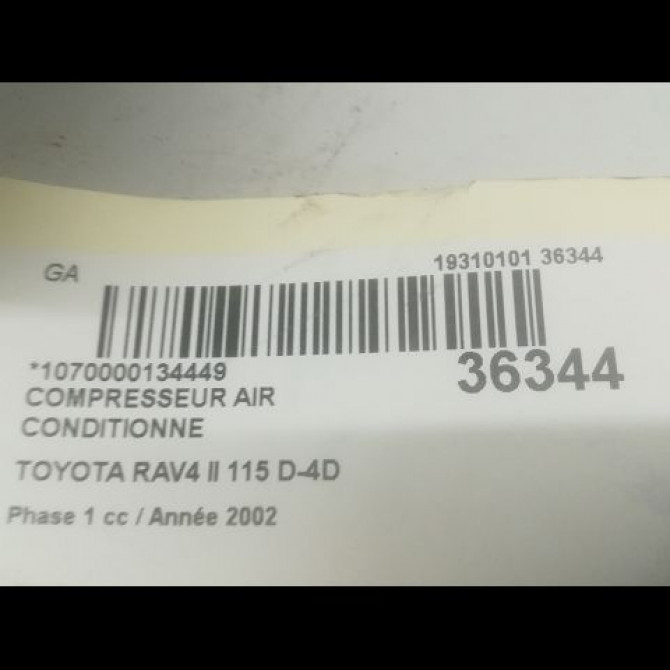 GA
19310101 36344
*1070000134449
36344
COMPRESSEUR AIR
CONDITIONNE
TOYOTA RAV4 II 115 D-4D
Phase 1 cc / Année 2002